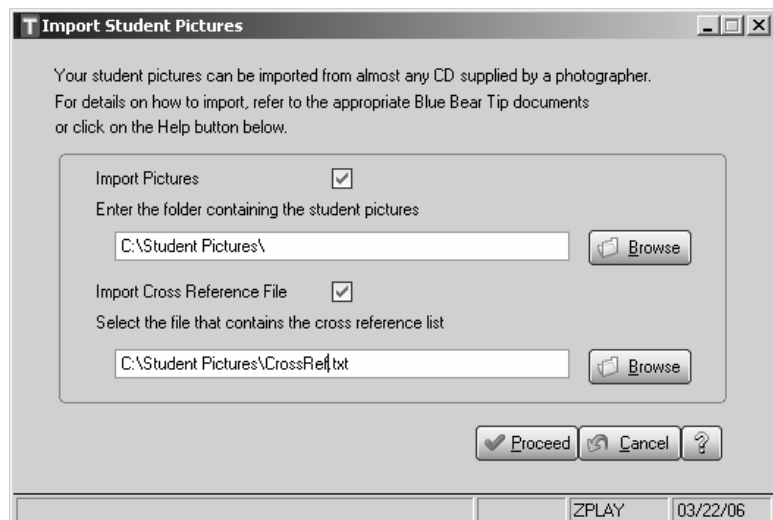 T Import Student Pictures
Your student pictures can be imported from almost any CD supplied by a photographer.
For details on how to import, refer to the appropriate Blue Bear Tip documents
or click on the Help button below.
Import Pictures
Enter the folder containing the student pictures
C:\Student Pictures\
Browse
Import Cross Reference File
Select the file that contains the cross reference list
C:\Student Pictures\CrossRef.txt
Browse
Proceed Cancel ?
ZPLAY 03/22/06